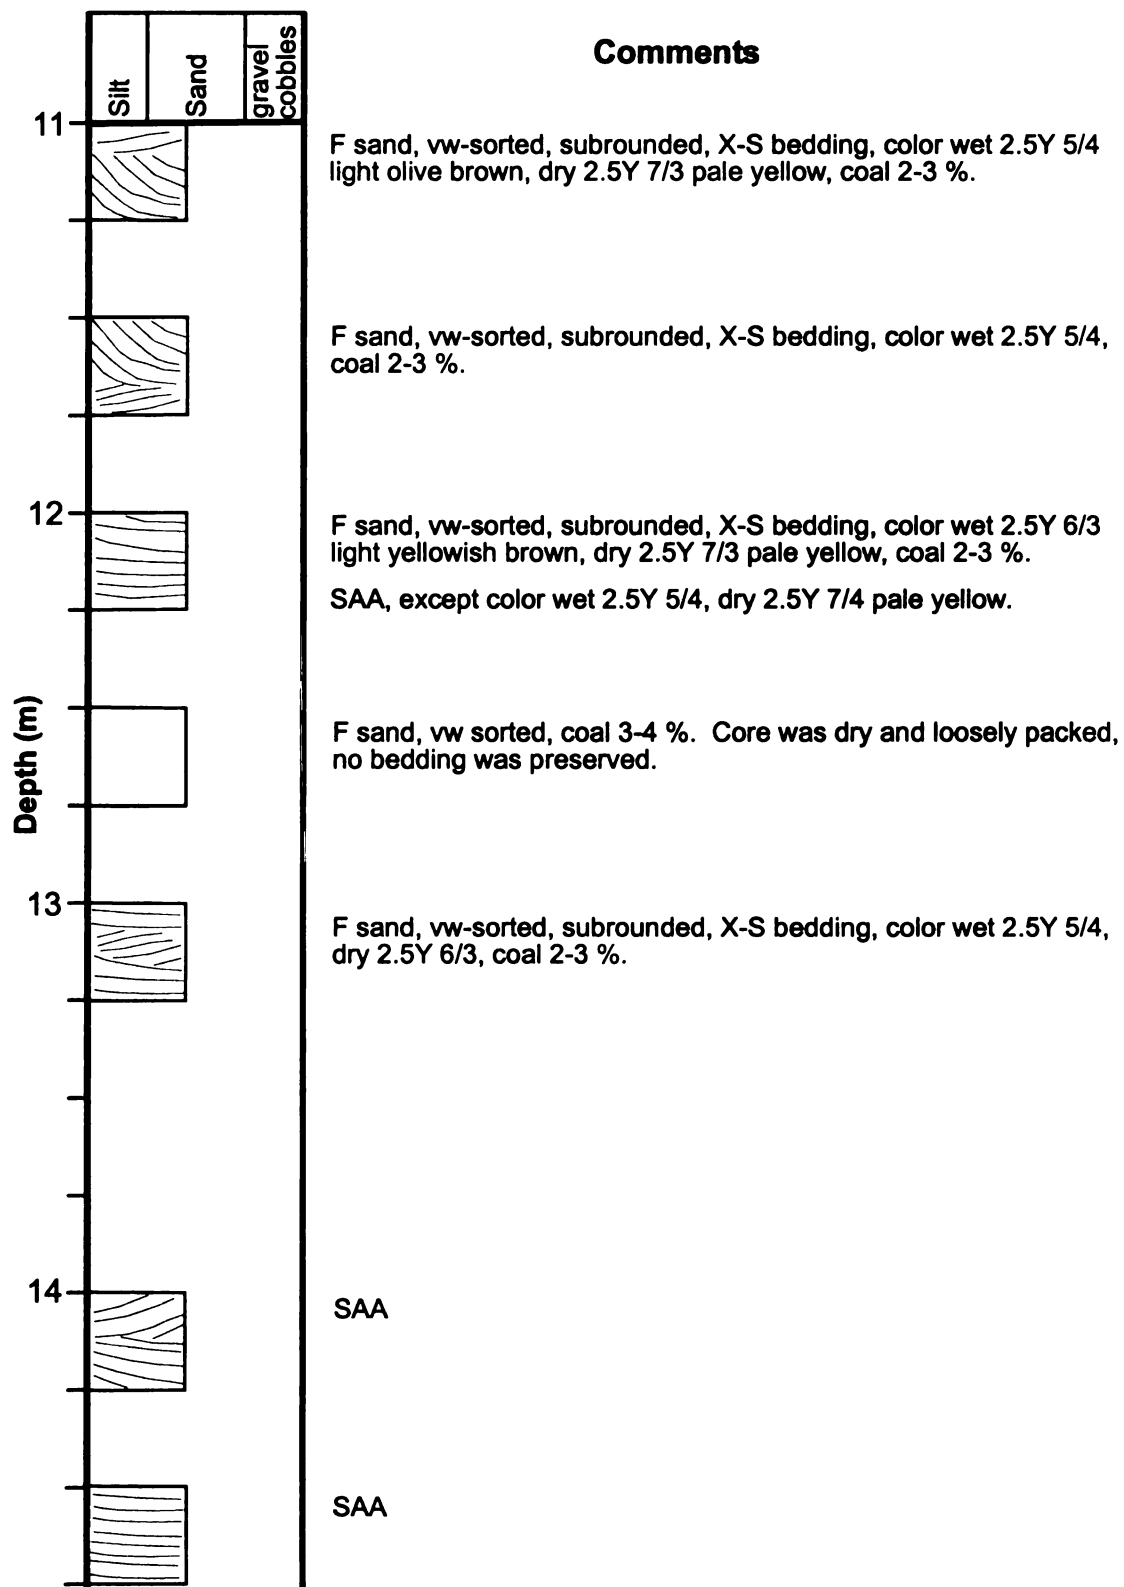 Silt
Sand
gravel
cobbles
Comments
11
F sand, vw-sorted, subrounded, X-S bedding, color wet 2.5Y 5/4
light olive brown, dry 2.5Y 7/3 pale yellow, coal 2-3 %.
F sand, vw-sorted, subrounded, X-S bedding, color wet 2.5Y 5/4,
coal 2-3 %.
12
F sand, vw-sorted, subrounded, X-S bedding, color wet 2.5Y 6/3
light yellowish brown, dry 2.5Y 7/3 pale yellow, coal 2-3 %.
SAA, except color wet 2.5Y 5/4, dry 2.5Y 7/4 pale yellow.
Depth (m)
F sand, vw sorted, coal 3-4 %. Core was dry and loosely packed,
no bedding was preserved.
13
F sand, vw-sorted, subrounded, X-S bedding, color wet 2.5Y 5/4,
dry 2.5Y 6/3, coal 2-3 %.
14
SAA
SAA